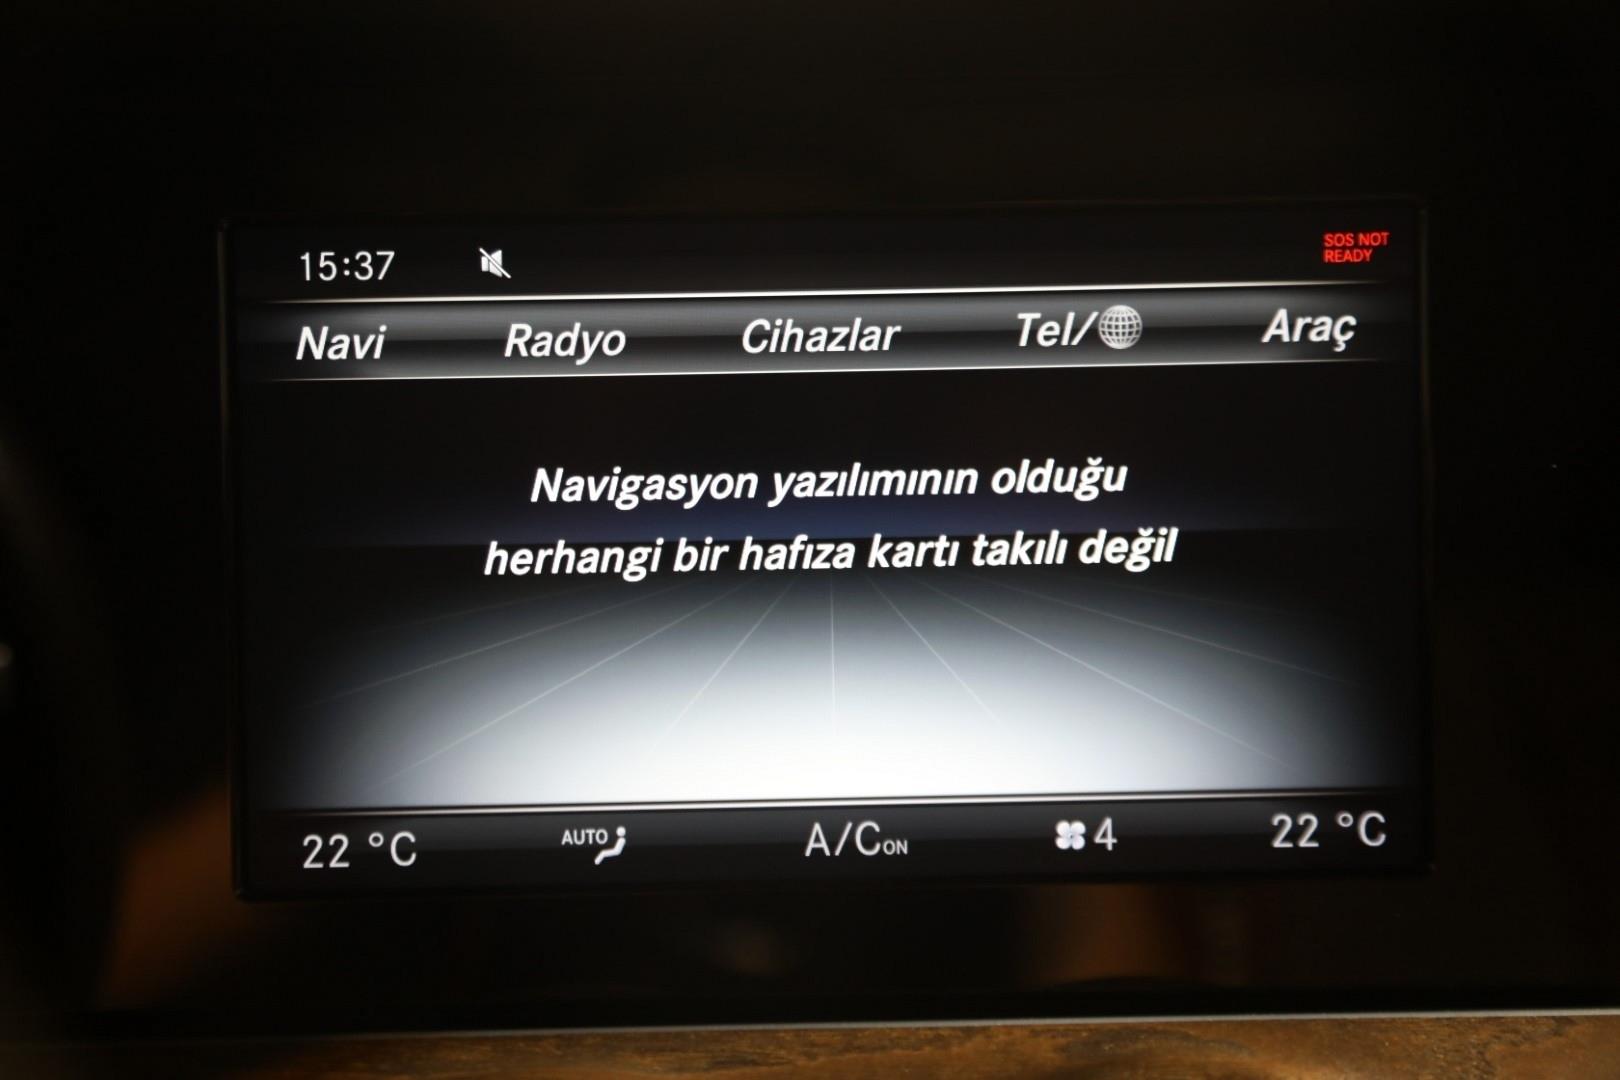 15:37
SOS NOT
READY
Navi Radyo Cihazlar Tel/ Araç
Navigasyon yazılımının olduğu
herhangi bir hafıza kartı takılı değil
22 °C AUTO A/C ON 4 22 °C